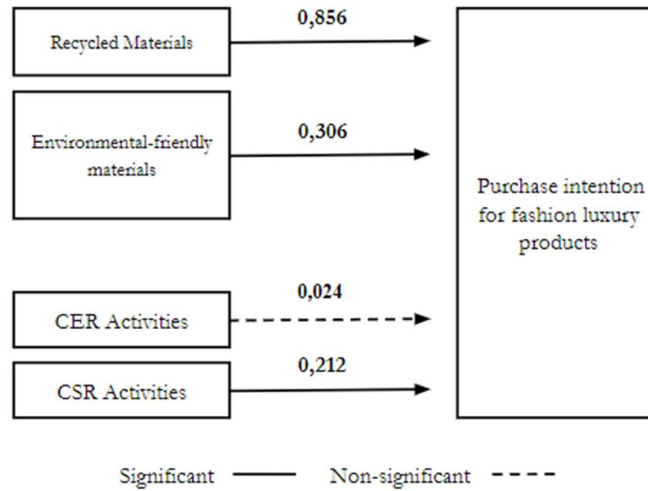 0,856
Recycled Materials
0,306
Environmental-friendly
materials
Purchase intention
for fashion luxury
products
0,024
CER Activities
0,212
CSR Activities
Significant
Non-significant